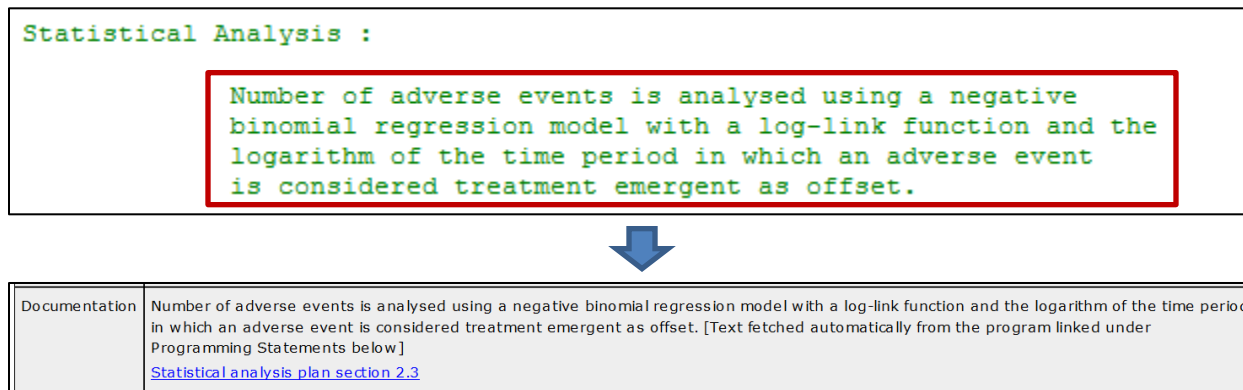 Statistical Analysis :
Number of adverse events is analysed using a negative
binomial regression model with a log-link function and the
logarithm of the time period in which an adverse event
is considered treatment emergent as offset.
Documentation
Number of adverse events is analysed using a negative binomial regression model with a log-link function and the logarithm of the time period
in which an adverse event is considered treatment emergent as offset. [Text fetched automatically from the program linked under
Programming Statements below]
Statistical analysis plan section 2.3